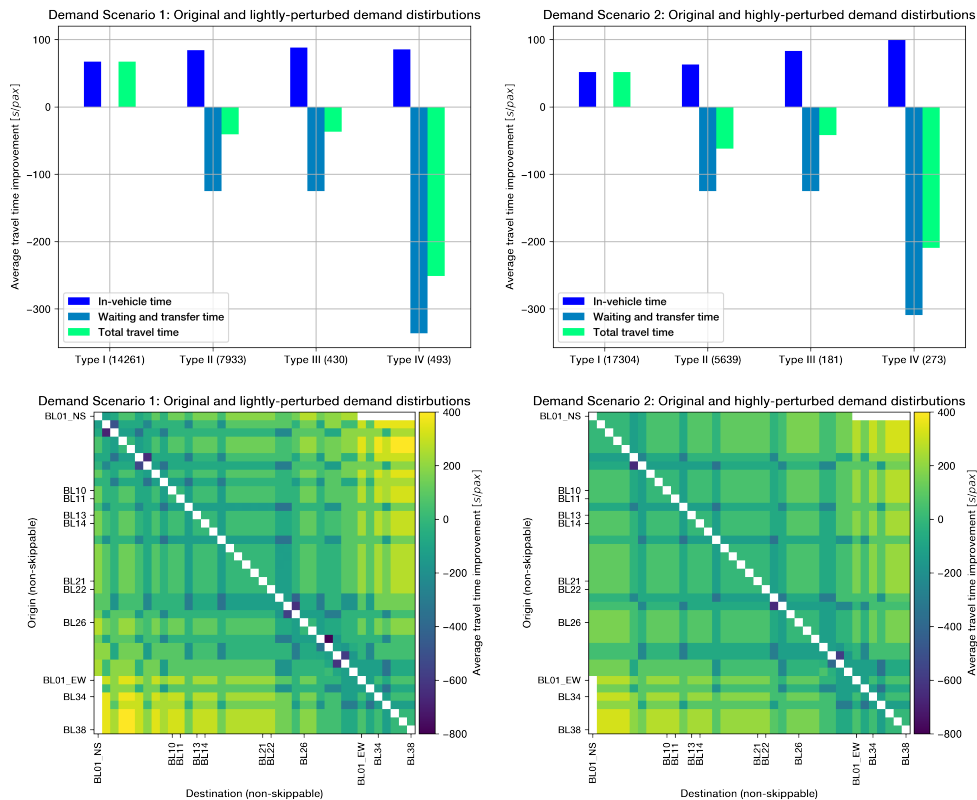 Demand Scenario 1: Original and lightly-perturbed demand distirbutions
100
0
−100
−200
−300
Average travel time improvement [s/pax]
In-vehicle time
Waiting and transfer time
Total travel time
Type I (14261)
Type II (7933)
Type III (430)
Type IV (493)
Demand Scenario 2: Original and highly-perturbed demand distirbutions
100
0
−100
−200
−300
Average travel time improvement [s/pax]
In-vehicle time
Waiting and transfer time
Total travel time
Type I (17304)
Type II (5639)
Type III (181)
Type IV (273)
Demand Scenario 1: Original and lightly-perturbed demand distirbutions
Origin (non-skippable)
BL01_NS
BL10
BL11
BL13
BL14
BL21
BL22
BL26
BL01_EW
BL34
BL38
BL01_NS
BL10
BL11
BL13
BL14
BL21
BL22
BL26
BL01_EW
BL34
BL38
Destination (non-skippable)
400
200
0
−200
−400
−600
−800
Average travel time improvement [s/pax]
Demand Scenario 2: Original and highly-perturbed demand distirbutions
Origin (non-skippable)
BL01_NS
BL10
BL11
BL13
BL14
BL21
BL22
BL26
BL01_EW
BL34
BL38
BL01_NS
BL10
BL11
BL13
BL14
BL21
BL22
BL26
BL01_EW
BL34
BL38
Destination (non-skippable)
400
200
0
−200
−400
−600
−800
Average travel time improvement [s/pax]